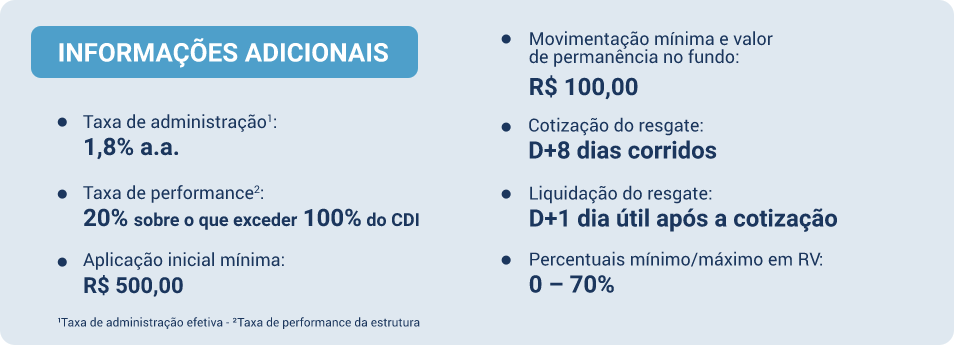 INFORMAÇÕES ADICIONAIS
• Taxa de administração¹:
1,8% a.a.
• Taxa de performance²:
20% sobre o que exceder 100% do CDI
• Aplicação inicial mínima:
R$ 500,00
¹Taxa de administração efetiva - ²Taxa de performance da estrutura
• Movimentação mínima e valor
de permanência no fundo:
R$ 100,00
• Cotização do resgate:
D+8 dias corridos
• Liquidação do resgate:
D+1 dia útil após a cotização
• Percentuais mínimo/máximo em RV:
0 – 70%